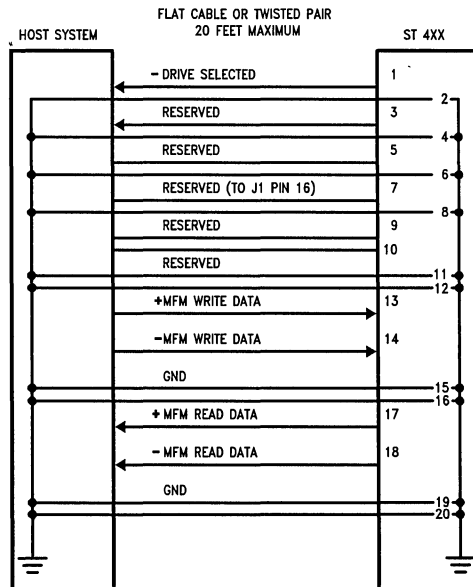 FLAT CABLE OR TWISTED PAIR
20 FEET MAXIMUM
HOST SYSTEM
ST 4XX
- DRIVE SELECTED 1
2
RESERVED 3
4
RESERVED 5
6
RESERVED (TO J1 PIN 16) 7
8
RESERVED 9
10
RESERVED
11
12
+MFM WRITE DATA 13
-MFM WRITE DATA 14
GND
15
16
+ MFM READ DATA 17
- MFM READ DATA 18
GND
19
20